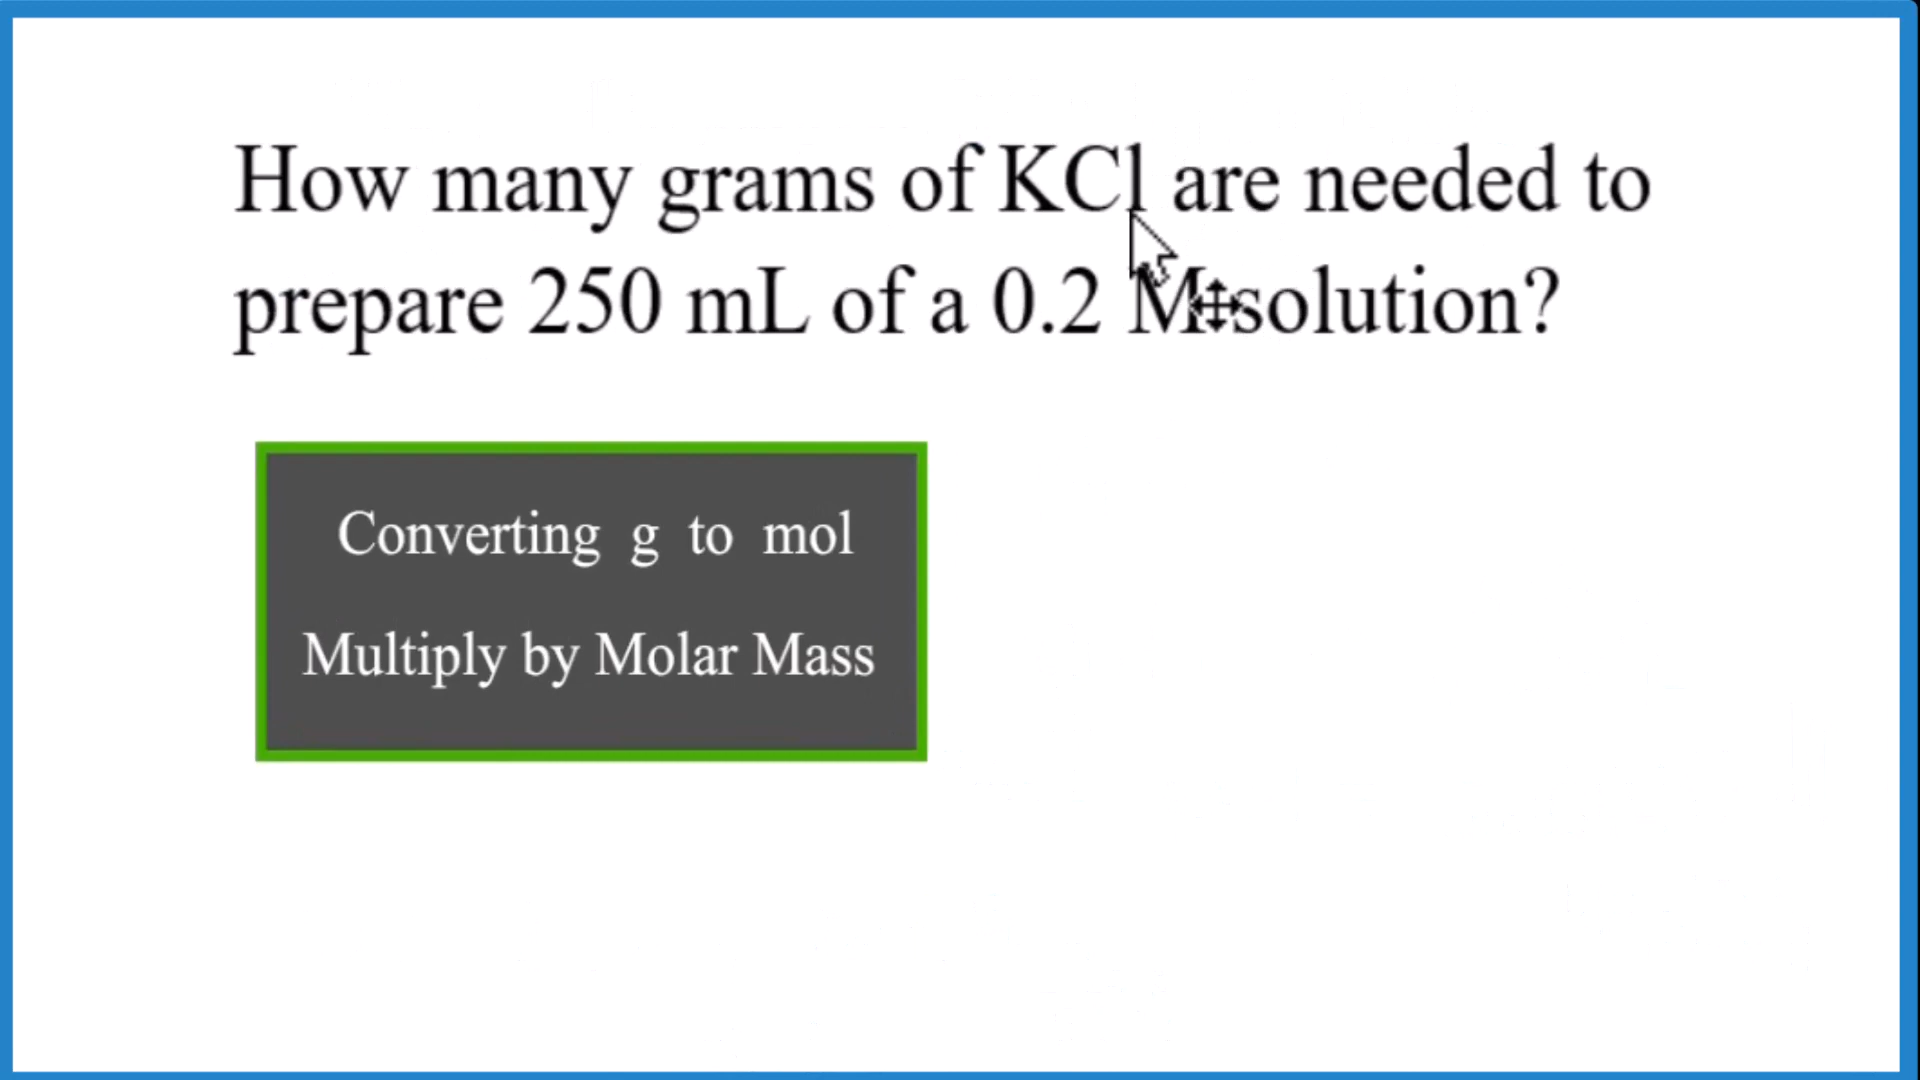 How many grams of KCl are needed to
prepare 250 mL of a 0.2 M solution?
Converting g to mol
Multiply by Molar Mass